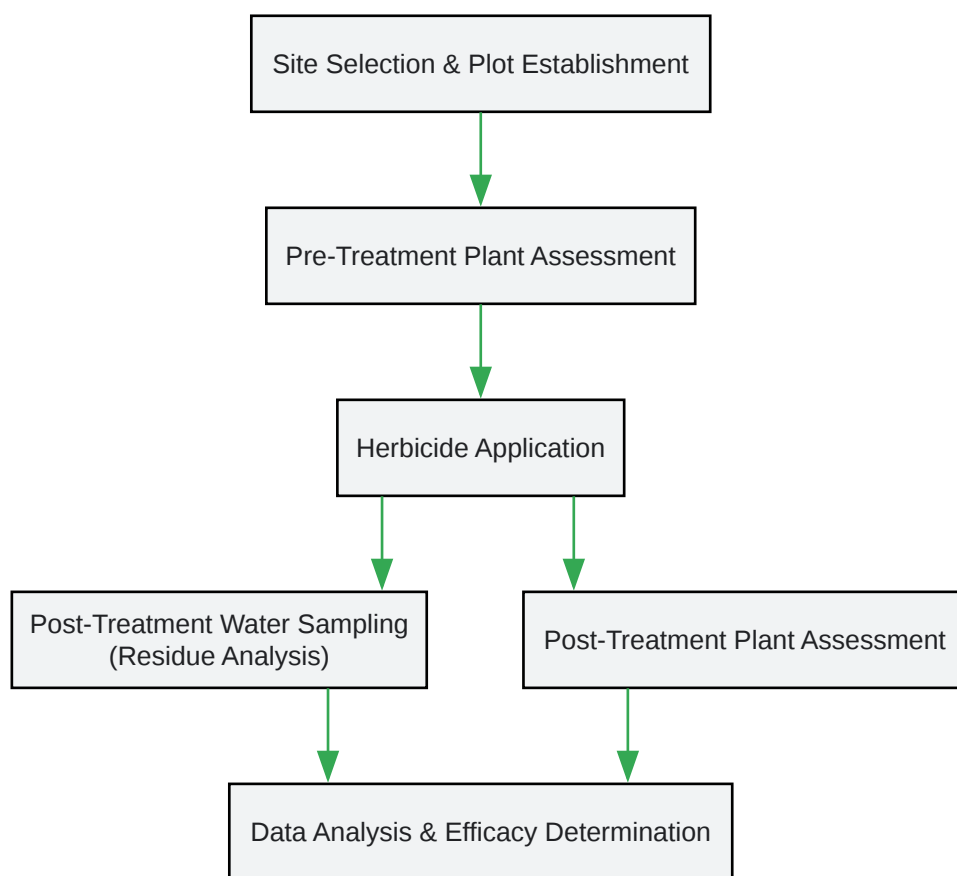 Site Selection & Plot Establishment
Pre-Treatment Plant Assessment
Herbicide Application
Post-Treatment Water Sampling
(Residue Analysis)
Post-Treatment Plant Assessment
Data Analysis & Efficacy Determination